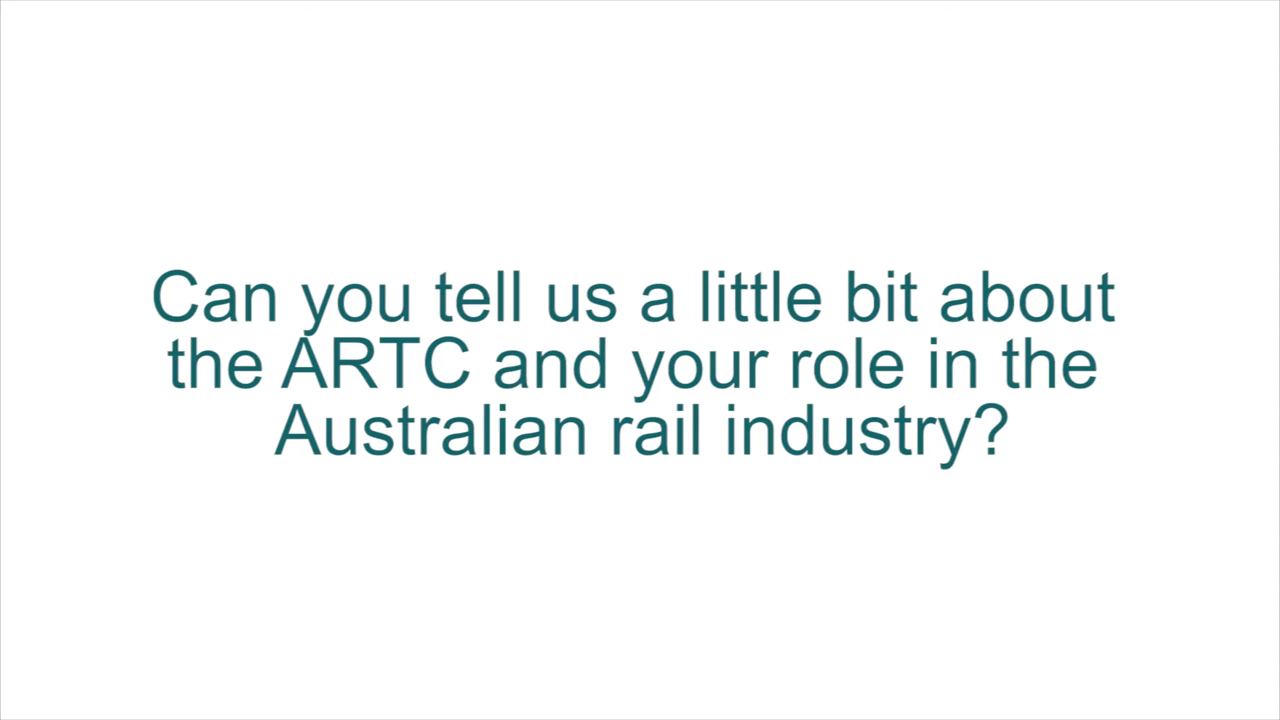 Can you tell us a little bit about
the ARTC and your role in the
Australian rail industry?